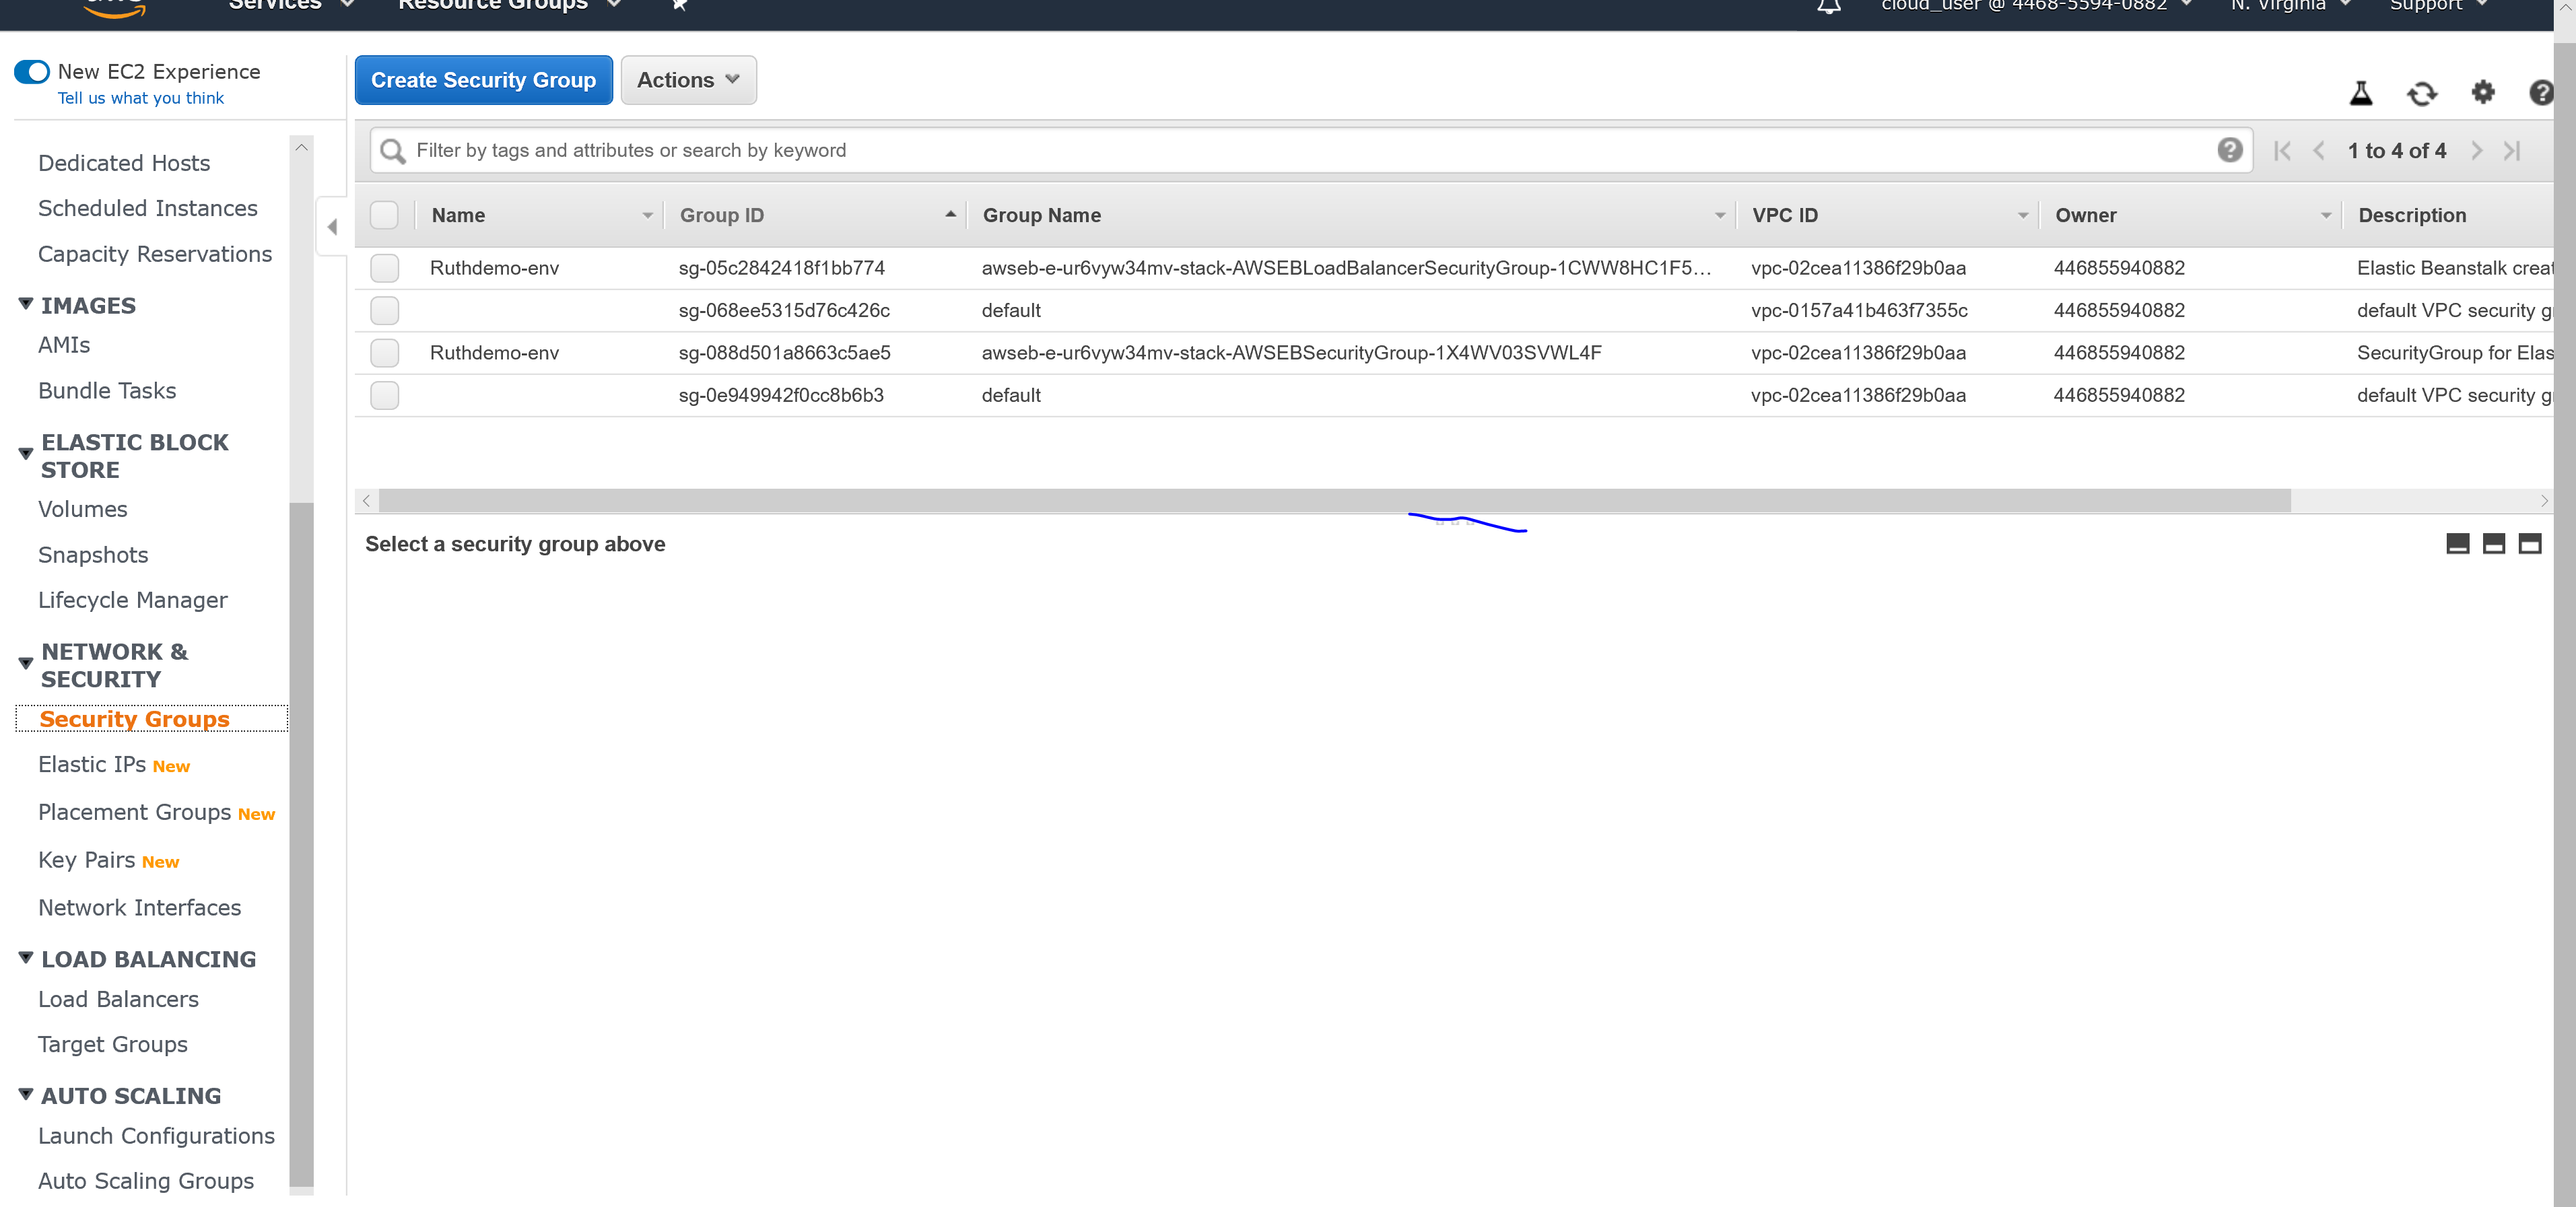 Services Resource Groups cloud_user @ 4468-5594-0882 N. Virginia Support
New EC2 Experience
Tell us what you think
Dedicated Hosts
Scheduled Instances
Capacity Reservations
IMAGES
AMIs
Bundle Tasks
ELASTIC BLOCK
STORE
Volumes
Snapshots
Lifecycle Manager
NETWORK &
SECURITY
Security Groups
Elastic IPs New
Placement Groups New
Key Pairs New
Network Interfaces
LOAD BALANCING
Load Balancers
Target Groups
AUTO SCALING
Launch Configurations
Auto Scaling Groups
Create Security Group Actions
Filter by tags and attributes or search by keyword 1 to 4 of 4
Name Group ID Group Name VPC ID Owner Description
Ruthdemo-env sg-05c2842418f1bb774 awseb-e-ur6vyw34mv-stack-AWSEBLoadBalancerSecurityGroup-1CWW8HC1F5... vpc-02cea11386f29b0aa 446855940882 Elastic Beanstalk creat
sg-068ee5315d76c426c default vpc-0157a41b463f7355c 446855940882 default VPC security g
Ruthdemo-env sg-088d501a8663c5ae5 awseb-e-ur6vyw34mv-stack-AWSEBSecurityGroup-1X4WV03SVWL4F vpc-02cea11386f29b0aa 446855940882 SecurityGroup for Elas
sg-0e949942f0cc8b6b3 default vpc-02cea11386f29b0aa 446855940882 default VPC security g
Select a security group above